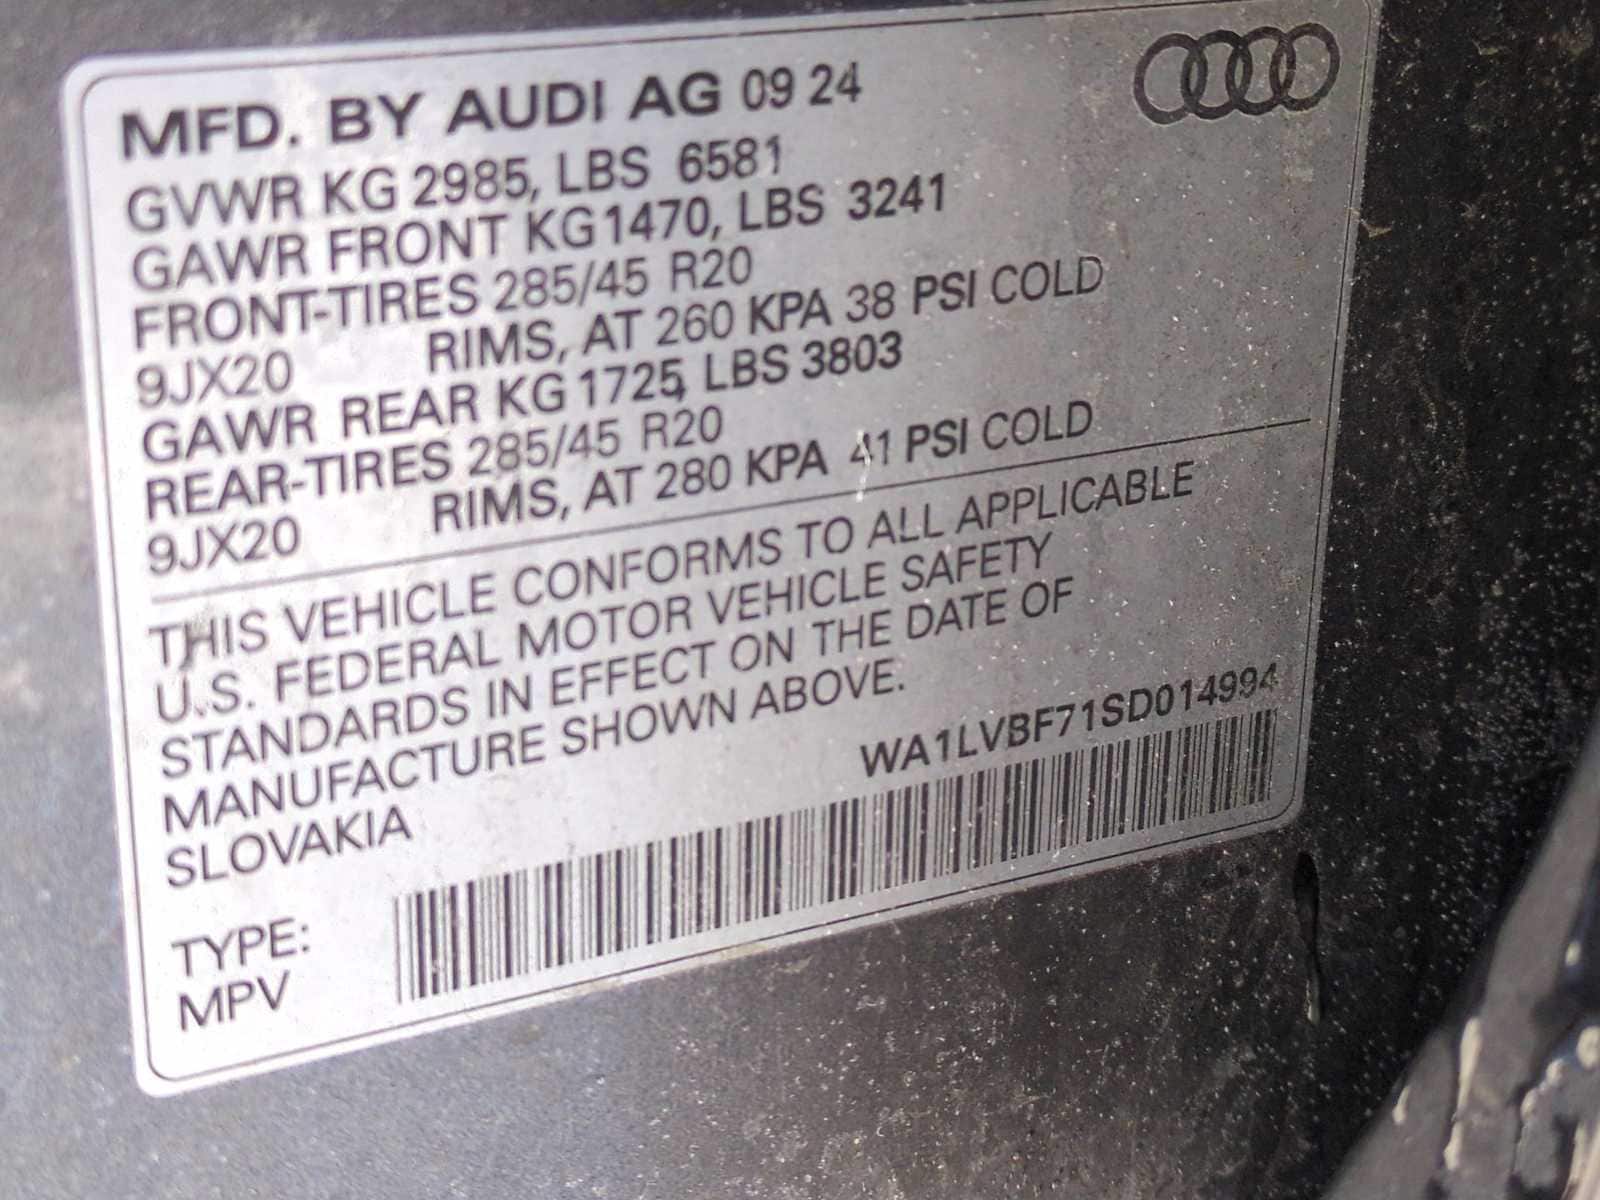 MFD. BY AUDI AG 09 24
GVWR KG 2985, LBS 6581
GAWR FRONT KG 1470, LBS 3241
FRONT-TIRES 285/45 R20
9JX20 RIMS, AT 260 KPA 38 PSI COLD
GAWR REAR KG 1725, LBS 3803
REAR-TIRES 285/45 R20
9JX20 RIMS, AT 280 KPA 41 PSI COLD
THIS VEHICLE CONFORMS TO ALL APPLICABLE
U.S. FEDERAL MOTOR VEHICLE SAFETY
STANDARDS IN EFFECT ON THE DATE OF
MANUFACTURE SHOWN ABOVE.
SLOVAKIA
WA1LVBF71SD014994
TYPE:
MPV